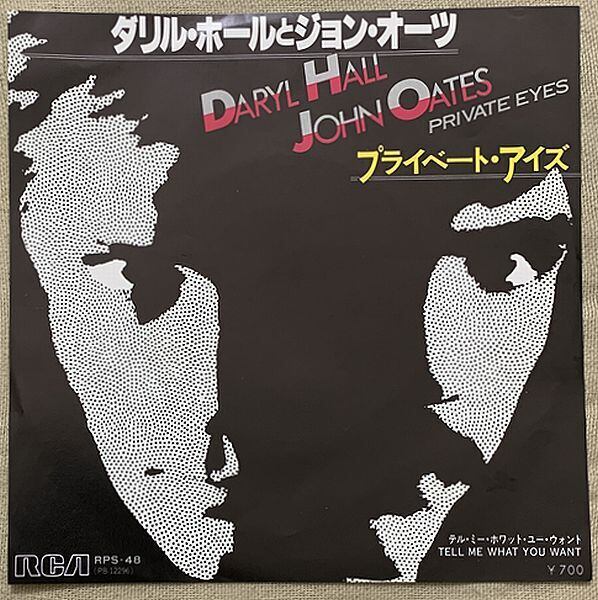 ダリル・ホールとジョン・オーツ
DARYL HALL
JOHN OATES
PRIVATE EYES
プライベート・アイズ
テル・ミー・ホワット・ユー・ウォント
TELL ME WHAT YOU WANT
¥700
RCA RPS-48
(PB-12296)